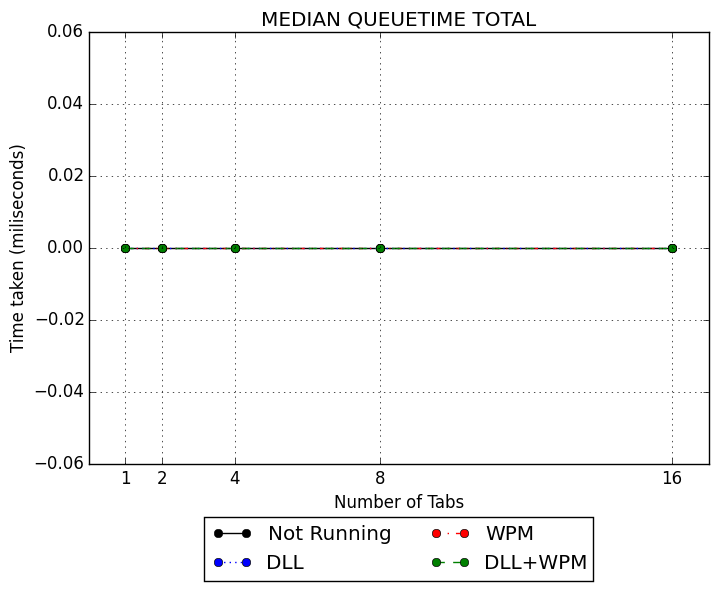 MEDIAN QUEUETIME TOTAL
0.06
0.04
0.02
0.00
−0.02
−0.04
−0.06
Time taken (miliseconds)
1 2 4 8 16
Number of Tabs
Not Running WPM
DLL DLL+WPM